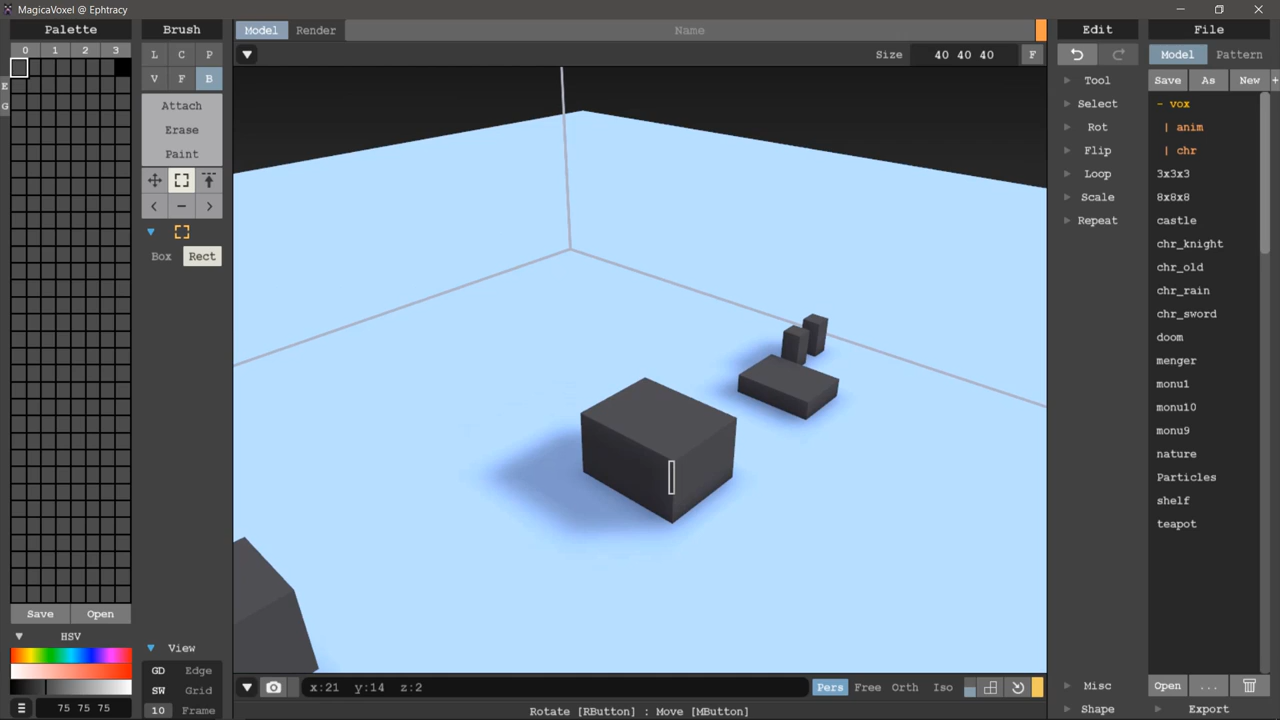 MagicaVoxel @ Ephtracy
Palette
Brush
Model Render
Name
Edit
File
0 1 2 3
L C P
Size 40 40 40 F
Model Pattern
V F B
Tool
Save As New +
E
G
Attach
Select
- vox
Erase
Rot
| anim
Paint
Flip
| chr
Loop
3x3x3
Scale
8x8x8
Repeat
castle
chr_knight
Box Rect
chr_old
chr_rain
chr_sword
doom
menger
monu1
monu10
monu9
nature
Particles
shelf
teapot
Save Open
HSV
View
GD Edge
SW Grid
10 Frame
75 75 75
x:21 y:14 z:2
Pers Free Orth Iso
Misc
Open ...
Shape
Export
Rotate [RButton] : Move [MButton]